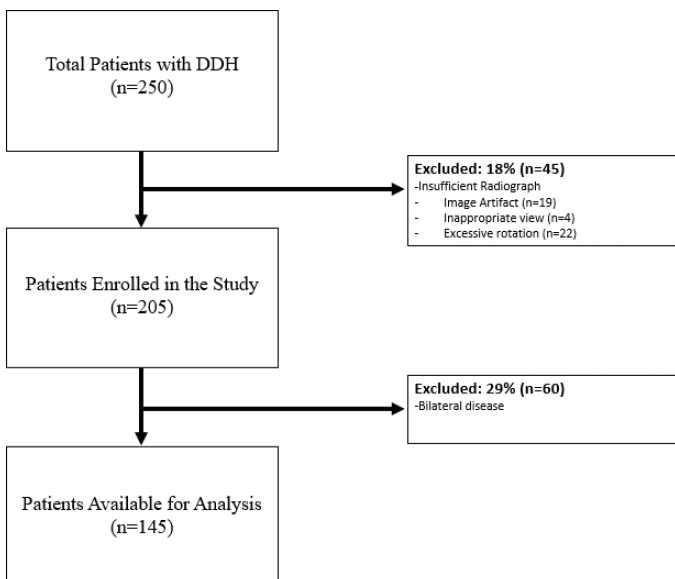 Total Patients with DDH
(n=250)
Excluded: 18% (n=45)
-Insufficient Radiograph
- Image Artifact (n=19)
- Inappropriate view (n=4)
- Excessive rotation (n=22)
Patients Enrolled in the Study
(n=205)
Excluded: 29% (n=60)
-Bilateral disease
Patients Available for Analysis
(n=145)